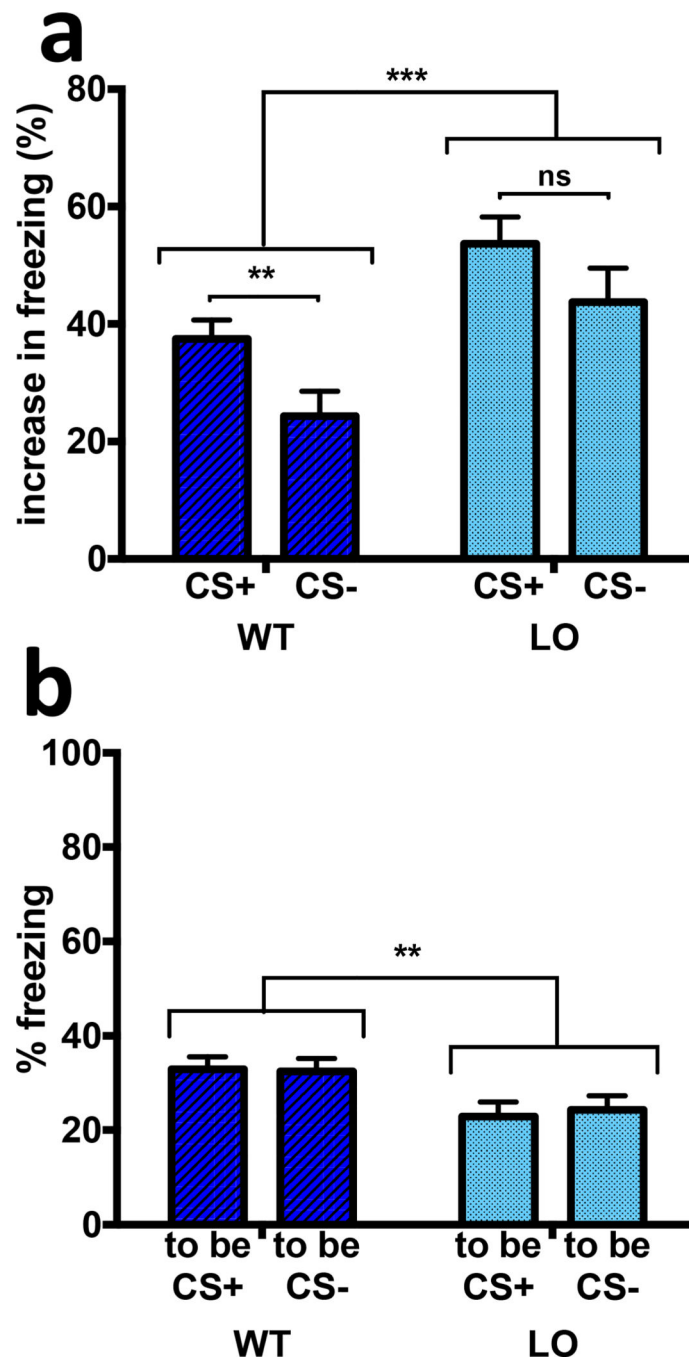 a
increase in freezing (%)
80
60
40
20
0
***
**
ns
CS+ CS- CS+ CS-
WT LO
b
% freezing
100
80
60
40
20
0
**
to be to be to be to be
CS+ CS- CS+ CS-
WT LO